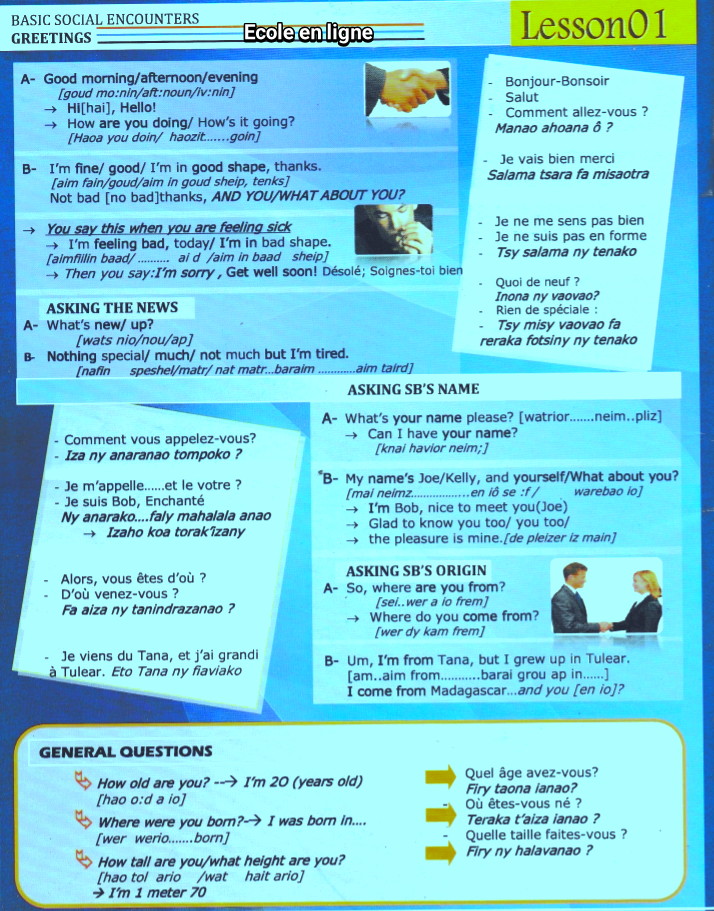 BASIC SOCIAL ENCOUNTERS
GREETINGS
Ecole en ligne
Lesson01
A- Good morning/afternoon/evening
[goud mo:nin/aft:noun/iv:nin]
→ Hi[hai], Hello!
→ How are you doing/ How's it going?
[Haoa you doin/ haozit.......goin]
B- I'm fine/ good/ I'm in good shape, thanks.
[aim fain/goud/aim in goud sheip, tenks]
Not bad [no bad]thanks, AND YOU/WHAT ABOUT YOU?
→ You say this when you are feeling sick
→ I'm feeling bad, today/ I'm in bad shape.
[aimfillin baad/ .......... ai d /aim in baad sheip]
→ Then you say:I'm sorry , Get well soon! Désolé; Soignes-toi bien
- Bonjour-Bonsoir
- Salut
- Comment allez-vous ?
Manao ahoana ô ?
- Je vais bien merci
Salama tsara fa misaotra
- Je ne me sens pas bien
- Je ne suis pas en forme
- Tsy salama ny tenako
- Quoi de neuf ?
Inona ny vaovao?
- Rien de spéciale :
- Tsy misy vaovao fa
reraka fotsiny ny tenako
ASKING THE NEWS
A- What's new/ up?
[wats nio/nou/ap]
B- Nothing special/ much/ not much but I'm tired.
[nafin speshel/matr/ nat matr...baraim ............aim taird]
ASKING SB'S NAME
A- What's your name please? [watrior.......neim..pliz]
→ Can I have your name?
[knai havior neim;]
*B- My name's Joe/Kelly, and yourself/What about you?
[mai neimz..................en iô se :f / warebao io]
→ I'm Bob, nice to meet you(Joe)
→ Glad to know you too/ you too/
→ the pleasure is mine.[de pleizer iz main]
- Comment vous appelez-vous?
- Iza ny anaranao tompoko ?
- Je m'appelle......et le votre ?
- Je suis Bob, Enchanté
Ny anarako....faly mahalala anao
→ Izaho koa torak'izany
- Alors, vous êtes d'où ?
- D'où venez-vous ?
Fa aiza ny tanindrazanao ?
- Je viens du Tana, et j'ai grandi
à Tulear. Eto Tana ny fiaviako
ASKING SB'S ORIGIN
A- So, where are you from?
[sei..wer a io frem]
→ Where do you come from?
[wer dy kam frem]
B- Um, I'm from Tana, but I grew up in Tulear.
[am..aim from...........barai grou ap in......]
I come from Madagascar...and you [en io]?
GENERAL QUESTIONS
How old are you? --→ I'm 20 (years old)
[hao o:d a io]
Where were you born?-→ I was born in....
[wer werio.......born]
How tall are you/what height are you?
[hao tol ario /wat hait ario]
→ I'm 1 meter 70
Quel âge avez-vous?
Firy taona ianao?
- Où êtes-vous né ?
Teraka t'aiza ianao ?
- Quelle taille faites-vous ?
Firy ny halavanao ?